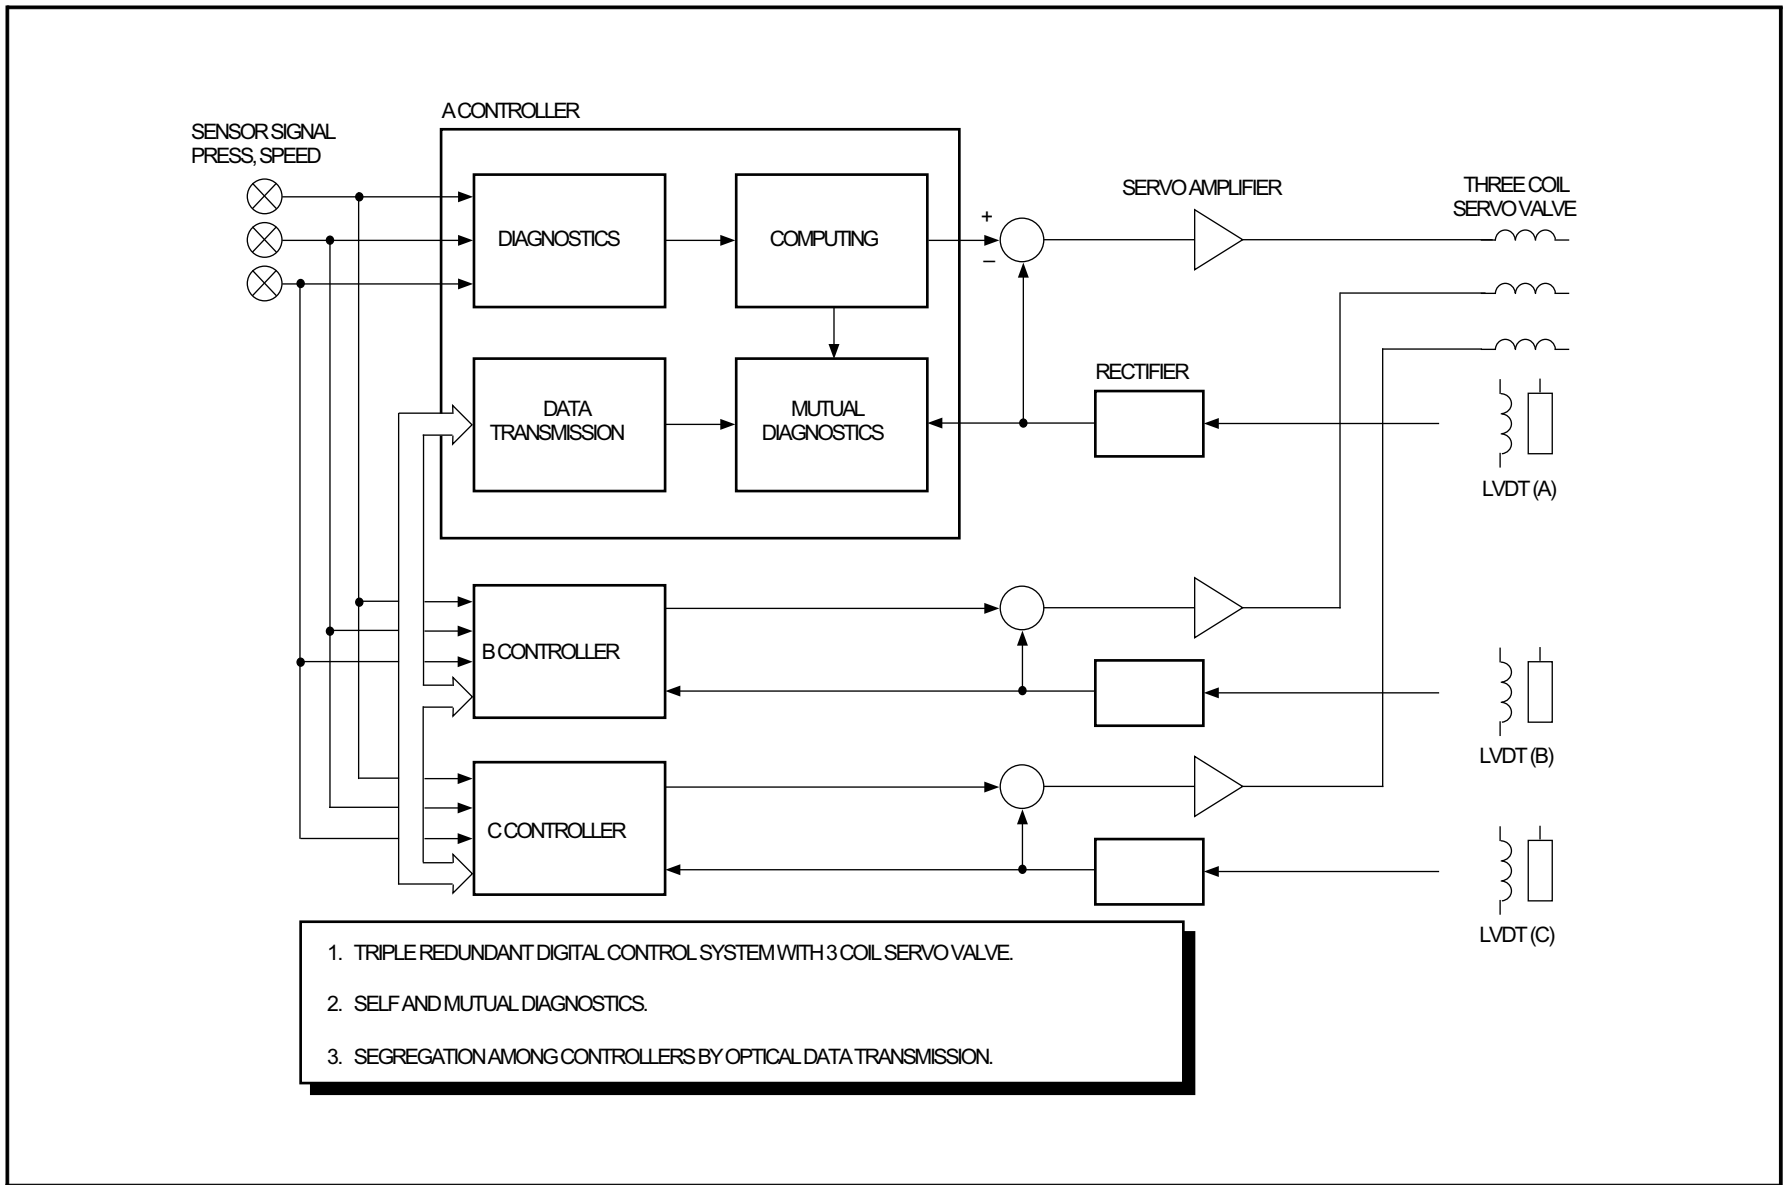 A CONTROLLER
SENSOR SIGNAL
PRESS, SPEED
DIAGNOSTICS
COMPUTING
+
–
SERVO AMPLIFIER
THREE COIL
SERVO VALVE
DATA
TRANSMISSION
MUTUAL
DIAGNOSTICS
RECTIFIER
LVDT (A)
B CONTROLLER
LVDT (B)
C CONTROLLER
LVDT (C)
1. TRIPLE REDUNDANT DIGITAL CONTROL SYSTEM WITH 3 COIL SERVO VALVE.
2. SELF AND MUTUAL DIAGNOSTICS.
3. SEGREGATION AMONG CONTROLLERS BY OPTICAL DATA TRANSMISSION.